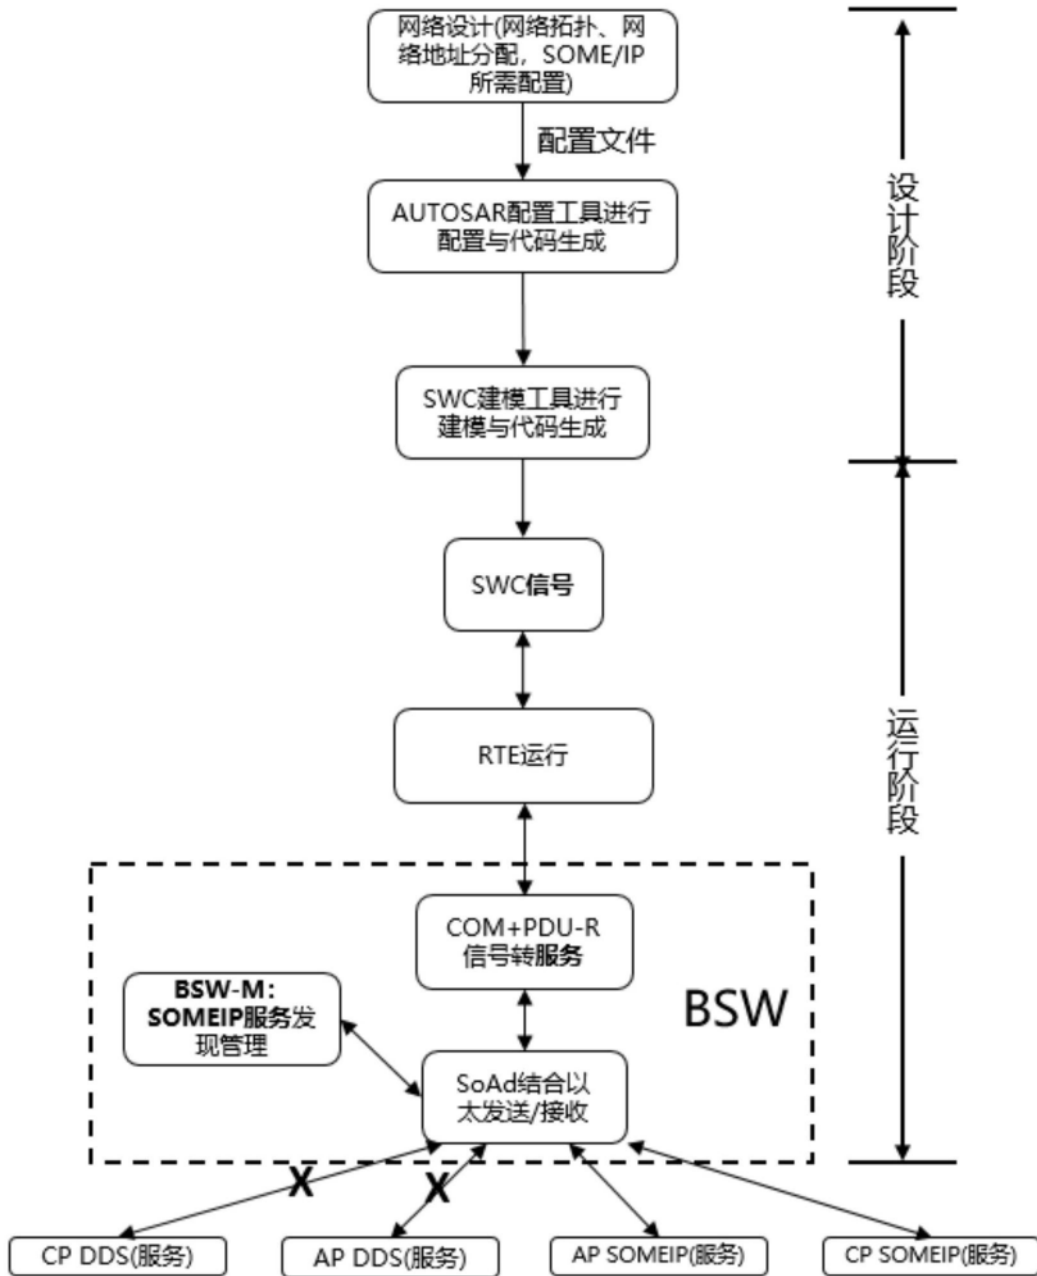 网络设计(网络拓扑、网
络地址分配，SOME/IP
所需配置)
配置文件
AUTOSAR配置工具进行
配置与代码生成
设计阶段
SWC建模工具进行
建模与代码生成
SWC信号
RTE运行
运行阶段
COM+PDU-R
信号转服务
BSW-M：
SOMEIP服务发
现管理
BSW
SoAd结合以
太发送/接收
X
X
CP DDS(服务)
AP DDS(服务)
AP SOMEIP(服务)
CP SOMEIP(服务)